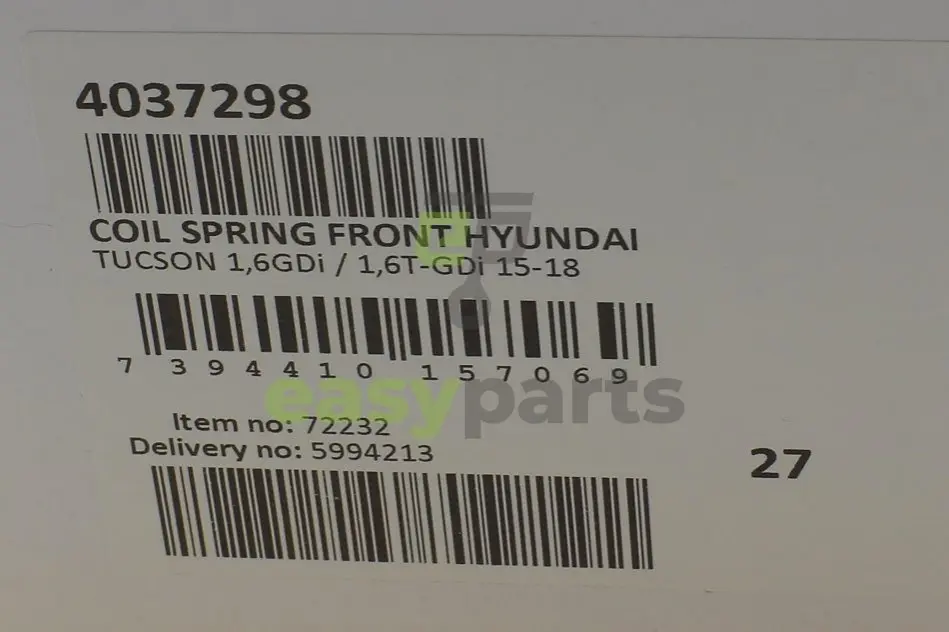 4037298
COIL SPRING FRONT HYUNDAI
TUCSON 1,6GDi / 1,6T-GDi 15-18
7 394410 157069
easyparts
Item no: 72232
Delivery no: 5994213
27